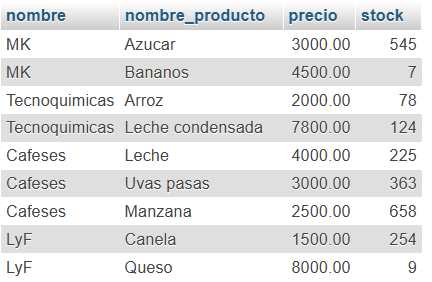 nombre nombre_producto precio stock
MK Azucar 3000.00 545
MK Bananos 4500.00 7
Tecnoquimicas Arroz 2000.00 78
Tecnoquimicas Leche condensada 7800.00 124
Cafeses Leche 4000.00 225
Cafeses Uvas pasas 3000.00 363
Cafeses Manzana 2500.00 658
LyF Canela 1500.00 254
LyF Queso 8000.00 9